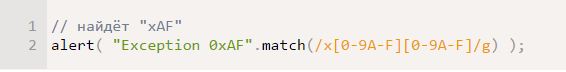 1 // найдёт "xAF"
2 alert( "Exception 0xAF".match(/x[0-9A-F][0-9A-F]/g) );